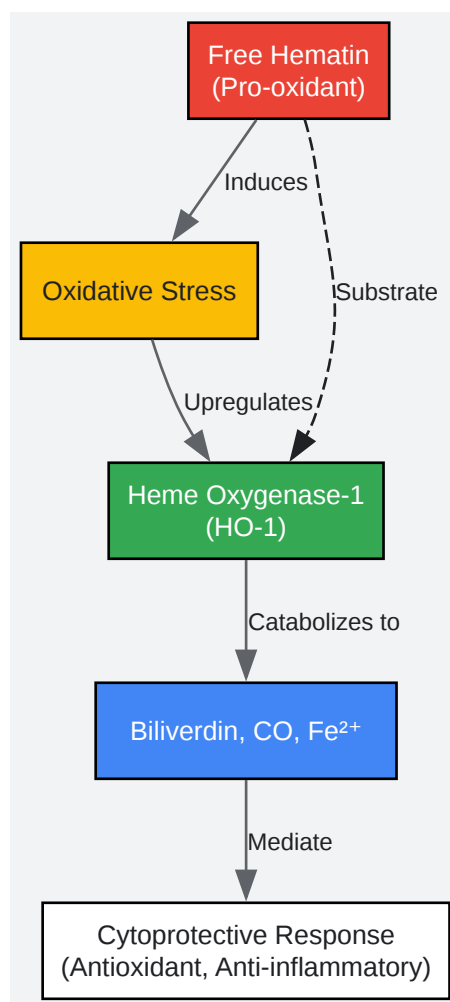 Free Hematin
(Pro-oxidant)
Induces
Oxidative Stress
Substrate
Upregulates
Heme Oxygenase-1
(HO-1)
Catabolizes to
Biliverdin, CO, Fe²⁺
Mediate
Cytoprotective Response
(Antioxidant, Anti-inflammatory)